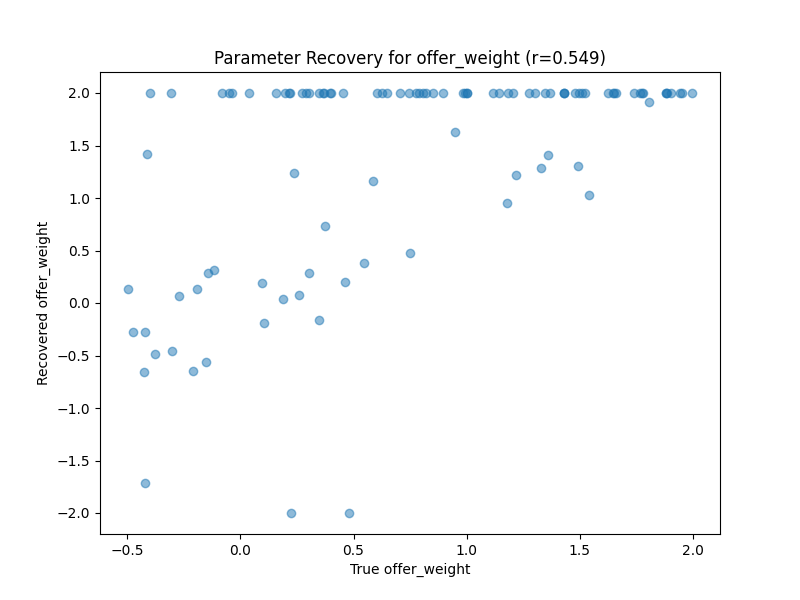 Parameter Recovery for offer_weight (r=0.549)
2.0
1.5
1.0
0.5
0.0
−0.5
−1.0
−1.5
−2.0
Recovered offer_weight
−0.5 0.0 0.5 1.0 1.5 2.0
True offer_weight